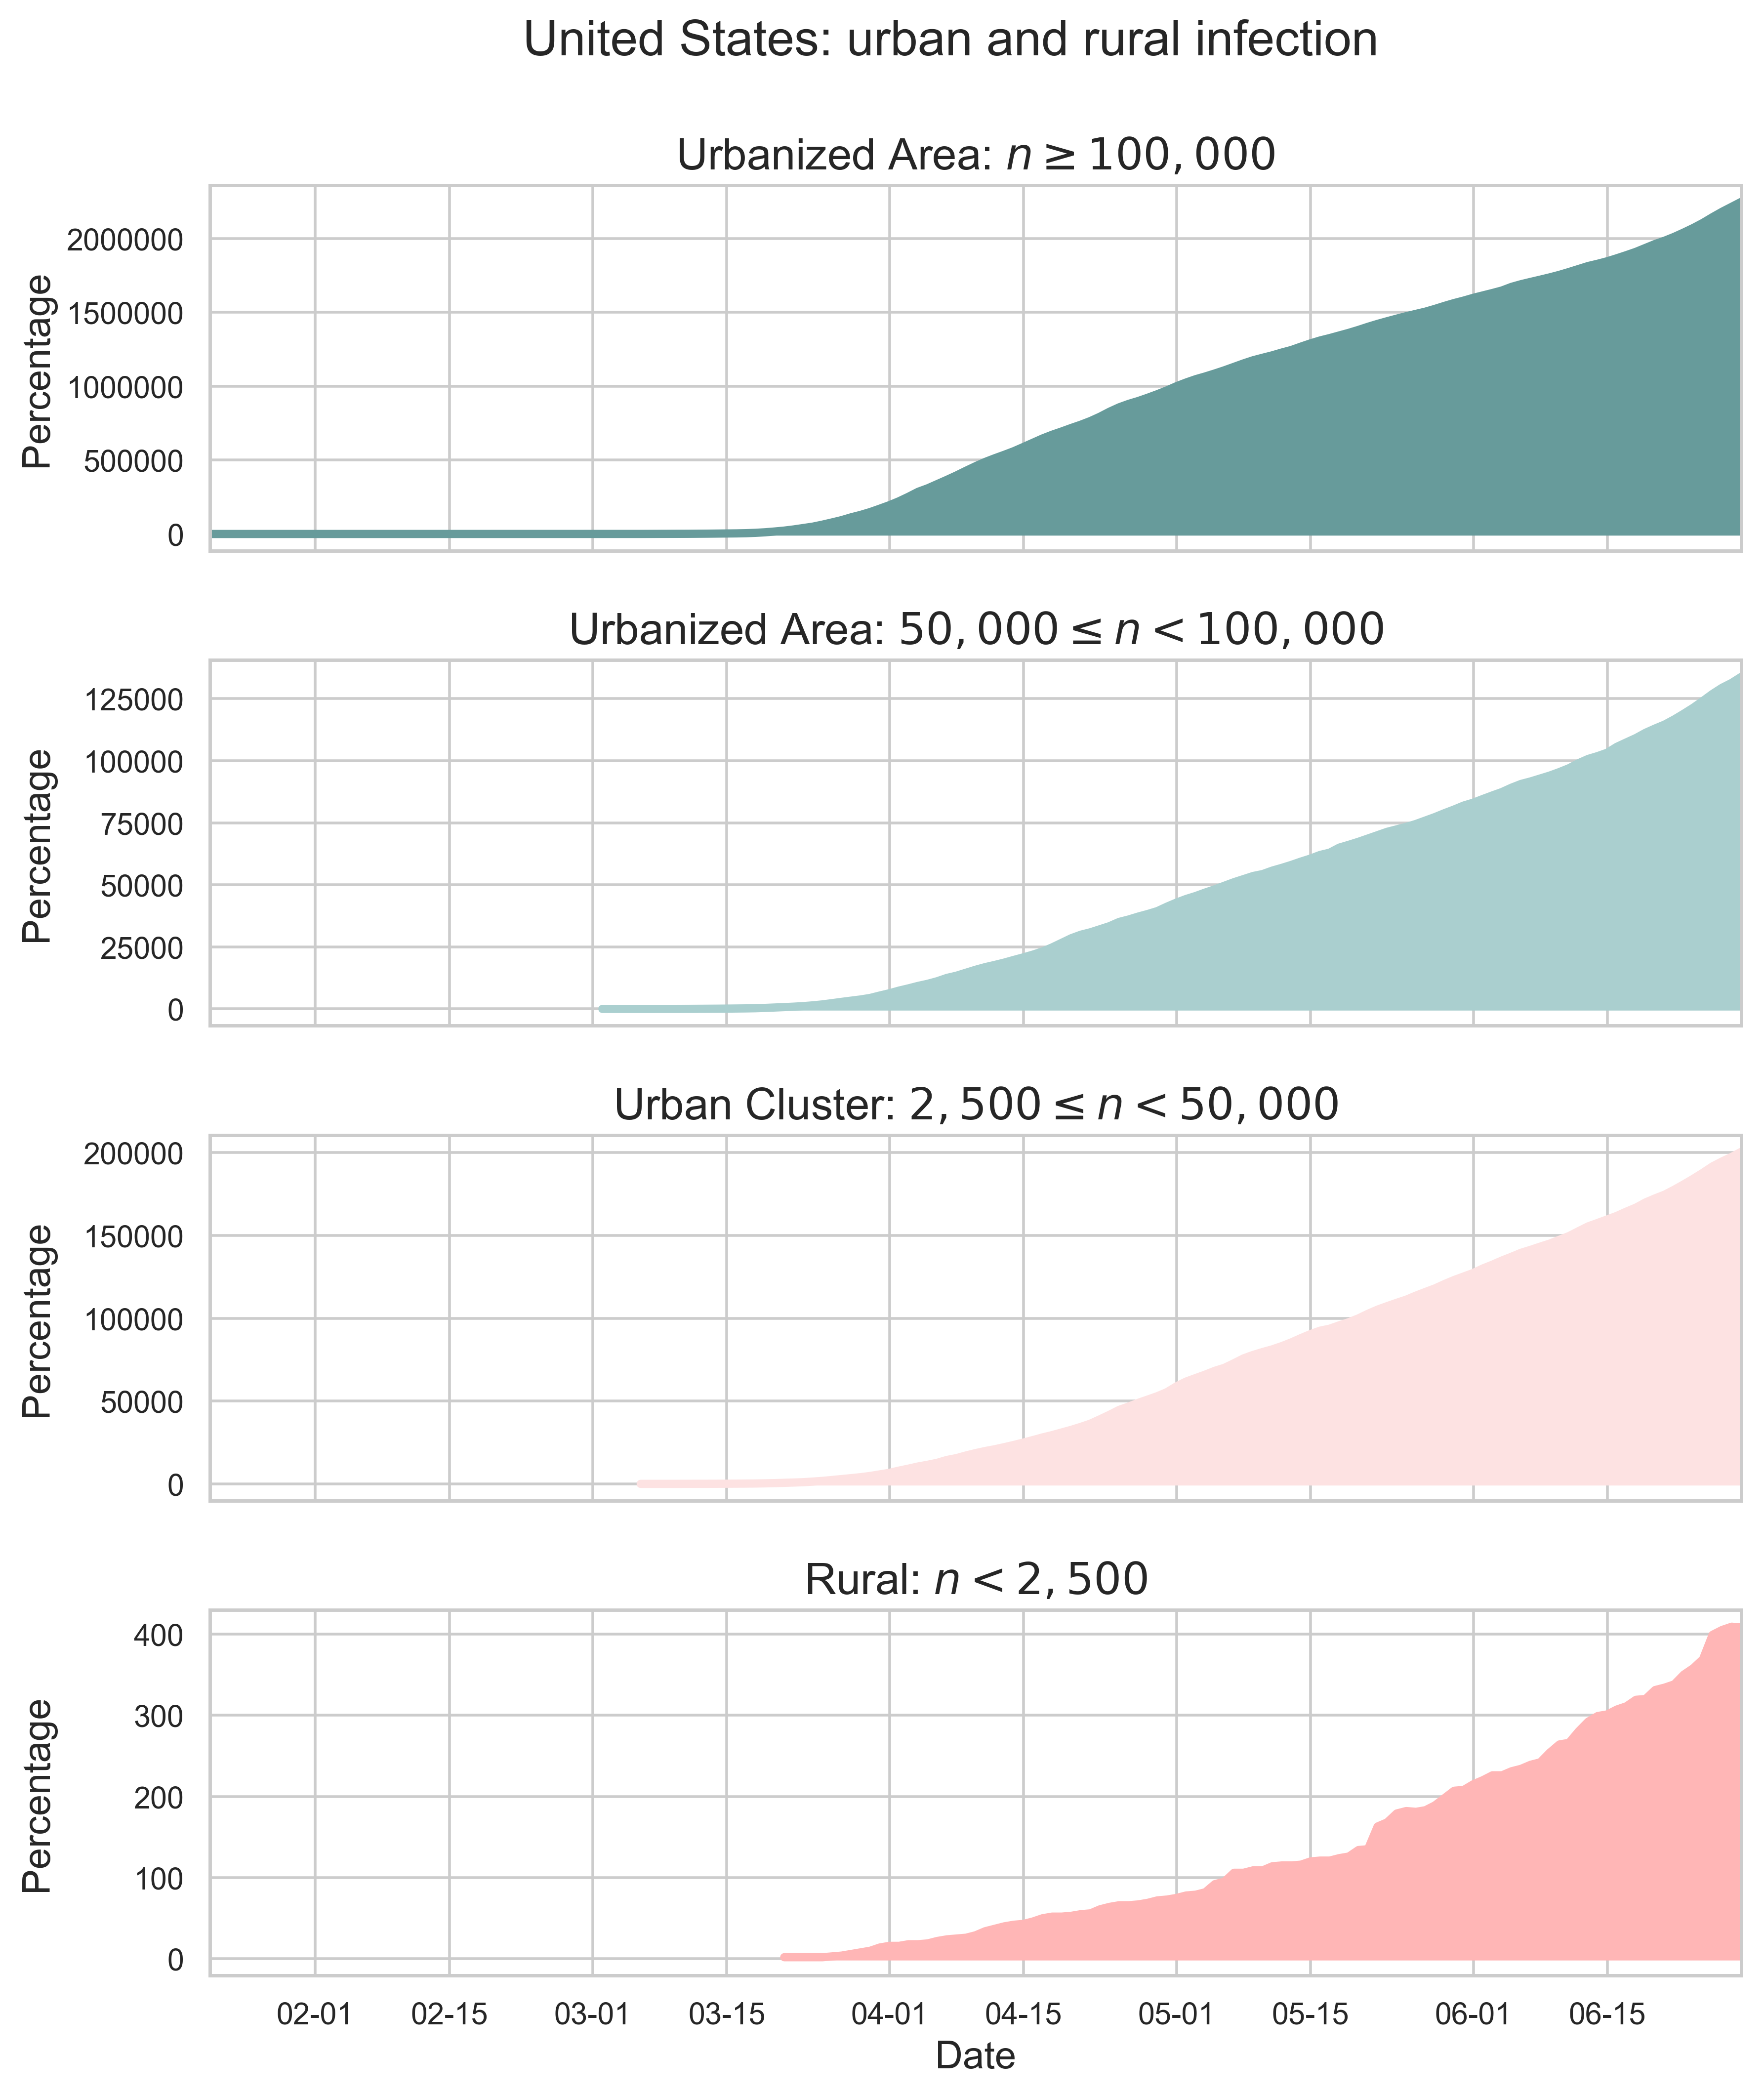 United States: urban and rural infection
Urbanized Area: n ≥ 100,000
Percentage
2000000
1500000
1000000
500000
0
Urbanized Area: 50,000 ≤ n < 100,000
Percentage
125000
100000
75000
50000
25000
0
Urban Cluster: 2,500 ≤ n < 50,000
Percentage
200000
150000
100000
50000
0
Rural: n < 2,500
Percentage
400
300
200
100
0
02-01 02-15 03-01 03-15 04-01 04-15 05-01 05-15 06-01 06-15
Date